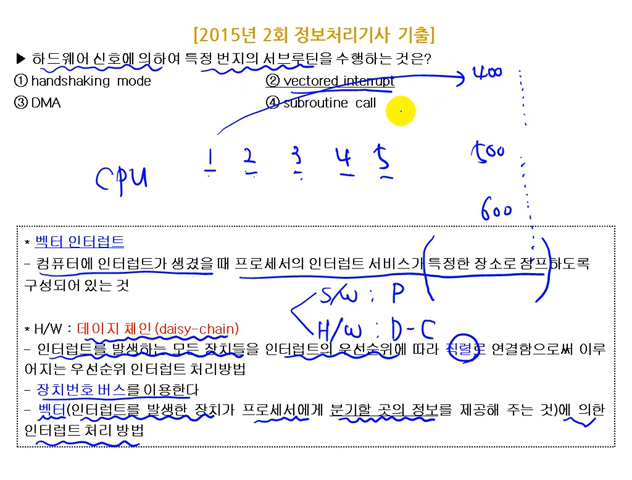 [2015년 2회 정보처리기사 기출]
▶ 하드웨어 신호에 의하여 특정 번지의 서브루틴을 수행하는 것은?
① handshaking mode ② vectored interrupt
③ DMA ④ subroutine call
400
CPU 1 2 3 4 5 500
600
* 벡터 인터럽트
- 컴퓨터에 인터럽트가 생겼을 때 프로세서의 인터럽트 서비스가 특정한 장소로 점프하도록
구성되어 있는 것
S/W : P
H/W : D-C
* H/W : 데이지 체인(daisy-chain)
- 인터럽트를 발생하는 모든 장치들을 인터럽트의 우선순위에 따라 직렬로 연결함으로써 이루
어지는 우선순위 인터럽트 처리방법
- 장치번호 버스를 이용한다
- 벡터(인터럽트를 발생한 장치가 프로세서에게 분기할 곳의 정보를 제공해 주는 것)에 의한
인터럽트 처리 방법